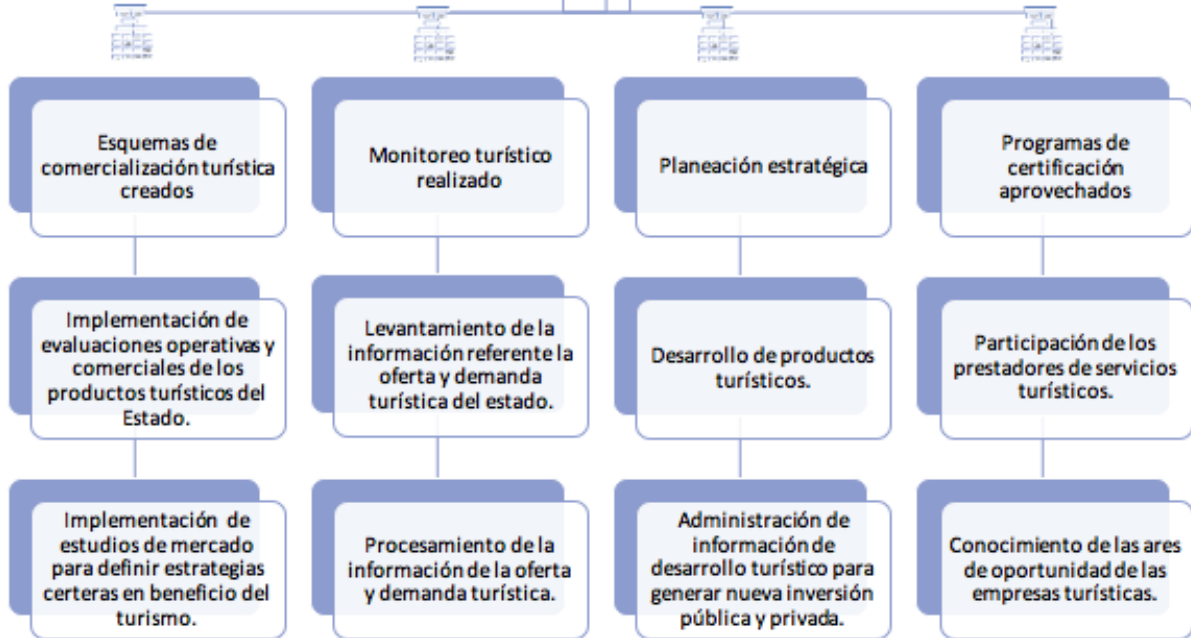 Esquemas de
comercialización turística
creados
Implementación de
evaluaciones operativas y
comerciales de los
productos turísticos del
Estado.
Implementación de
estudios de mercado
para definir estrategias
certeras en beneficio del
turismo.
Monitoreo turístico
realizado
Levantamiento de la
información referente la
oferta y demanda
turística del estado.
Procesamiento de la
información de la oferta
y demanda turística.
Planeación estratégica
Desarrollo de productos
turísticos.
Administración de
información de
desarrollo turístico para
generar nueva inversión
pública y privada.
Programas de
certificación
aprovechados
Participación de los
prestadores de servicios
turísticos.
Conocimiento de las ares
de oportunidad de las
empresas turísticas.